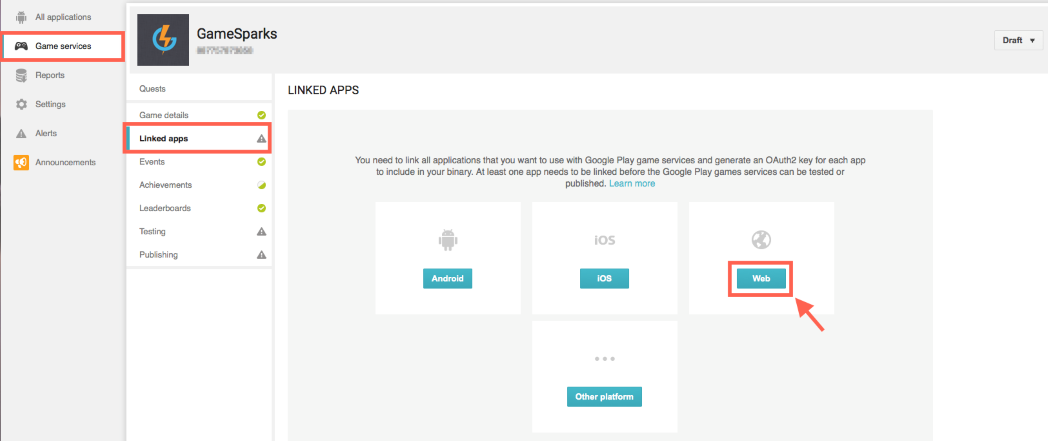 All applications
Game services
Reports
Settings
Alerts
Announcements
GameSparks
Draft
Quests
Game details
Linked apps
Events
Achievements
Leaderboards
Testing
Publishing
LINKED APPS
You need to link all applications that you want to use with Google Play game services and generate an OAuth2 key for each app
to include in your binary. At least one app needs to be linked before the Google Play games services can be tested or
published. Learn more
iOS
Android
iOS
Web
Other platform